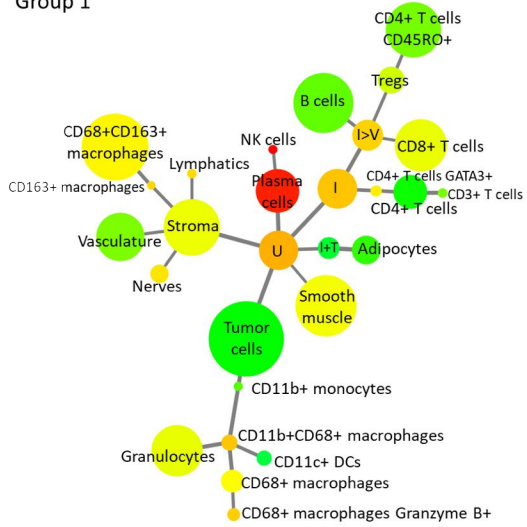 Group 1
CD4+ T cells
CD45RO+
Tregs
B cells
I>V
CD8+ T cells
CD68+CD163+
macrophages
NK cells
Lymphatics
CD163+ macrophages
Plasma
cells
I
CD4+ T cells GATA3+
CD3+ T cells
CD4+ T cells
Stroma
Vasculature
U
I+T
Adipocytes
Nerves
Smooth
muscle
Tumor
cells
CD11b+ monocytes
CD11b+CD68+ macrophages
Granulocytes
CD11c+ DCs
CD68+ macrophages
CD68+ macrophages Granzyme B+